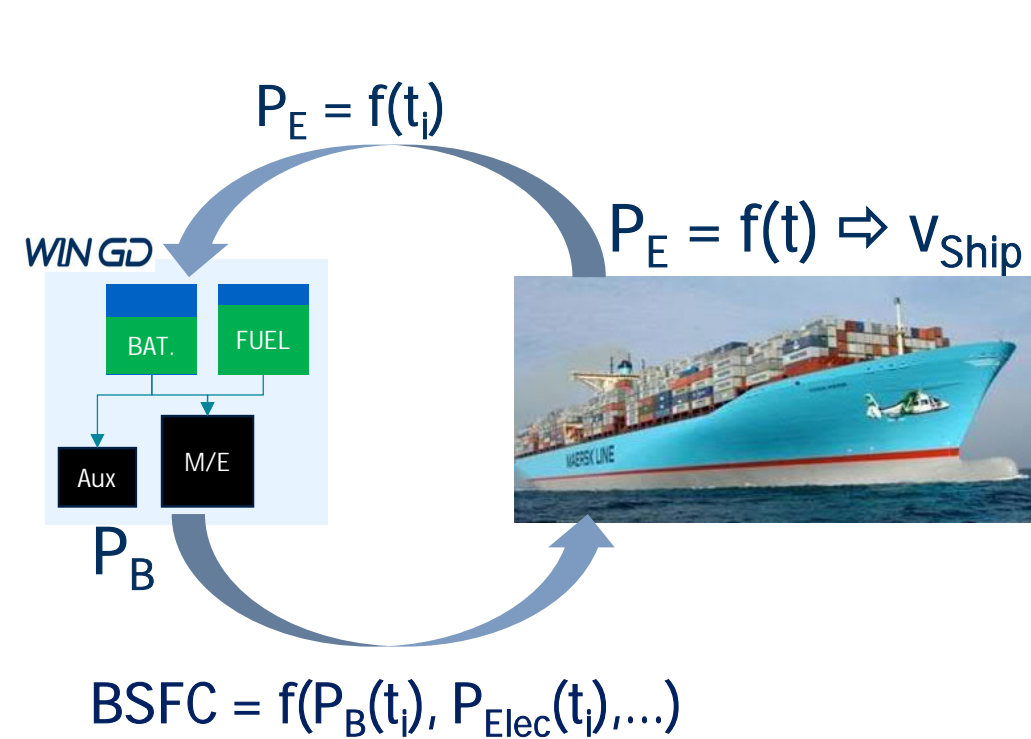 P_E = f(t_i)
P_E = f(t) ⇨ v_Ship
WIN GD
BAT.
FUEL
Aux
M/E
MAERSK LINE
P_B
BSFC = f(P_B(t_i), P_Elec(t_i),...)